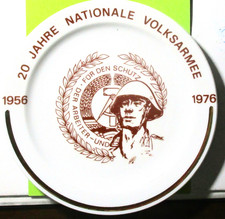 20 JAHRE NATIONALE VOLKSARMEE
1956
1976
FÜR DEN SCHUTZ
DER ARBEITER-UND